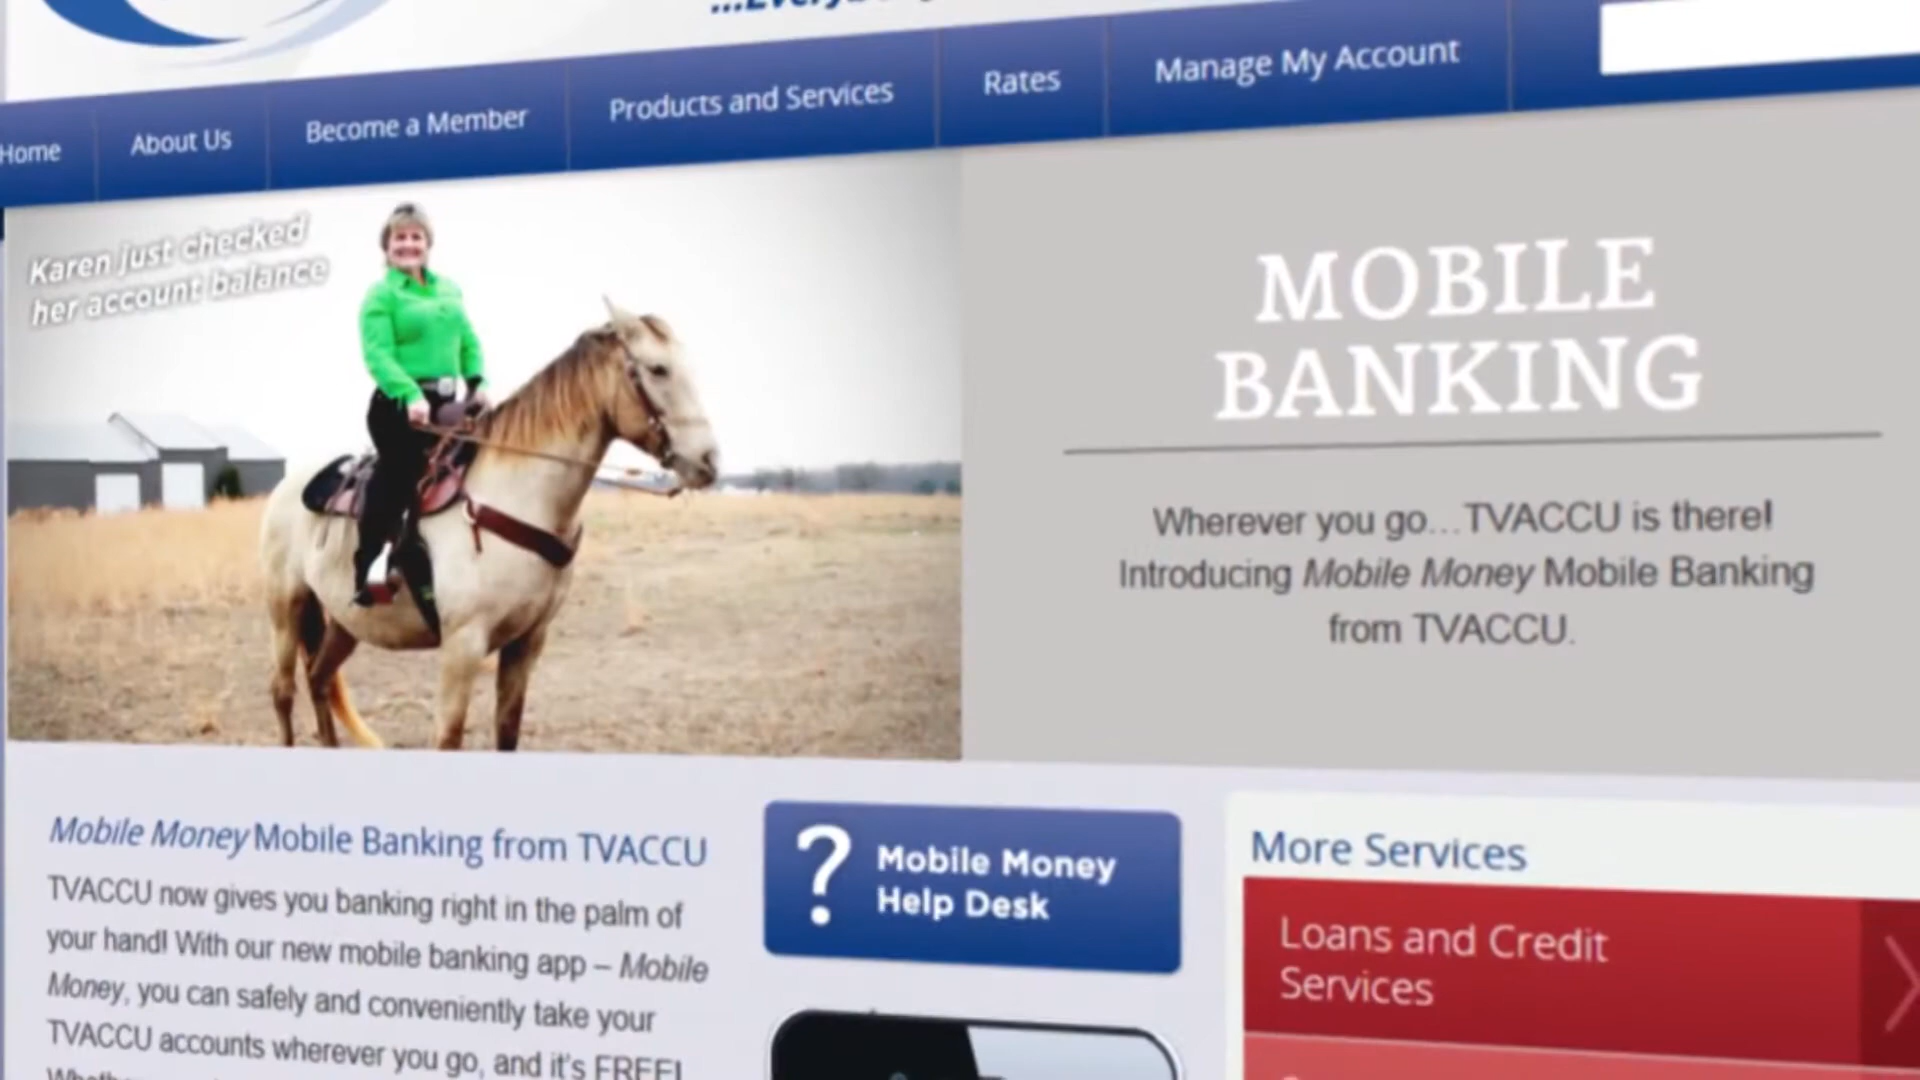 Home
About Us
Become a Member
Products and Services
Rates
Manage My Account
Karen just checked
her account balance
MOBILE
BANKING
Wherever you go...TVACCU is there!
Introducing Mobile Money Mobile Banking
from TVACCU.
Mobile Money Mobile Banking from TVACCU
TVACCU now gives you banking right in the palm of
your hand! With our new mobile banking app – Mobile
Money, you can safely and conveniently take your
TVACCU accounts wherever you go, and it's FREE!
?
Mobile Money
Help Desk
More Services
Loans and Credit
Services